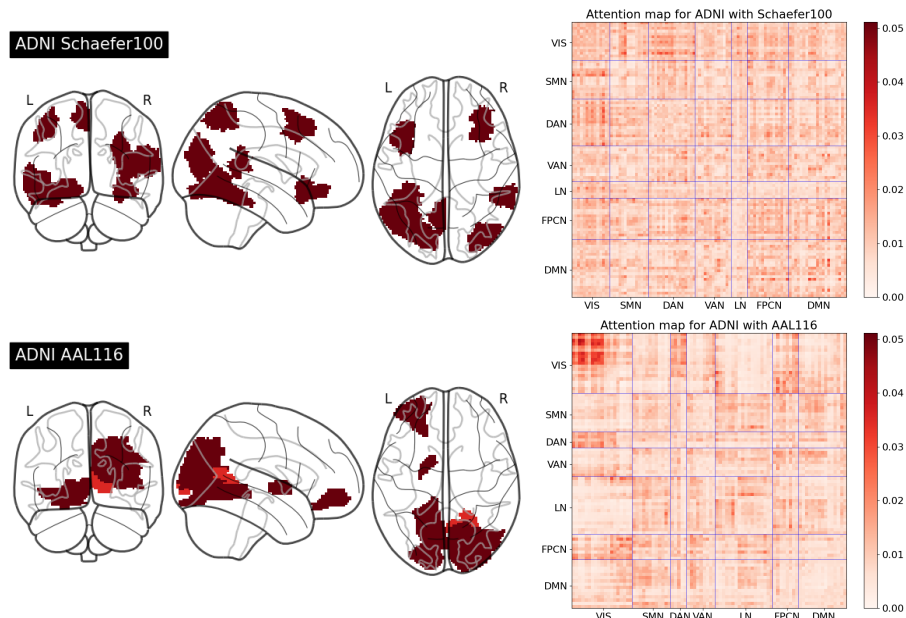 ADNI Schaefer100
L
R
L
R
Attention map for ADNI with Schaefer100
VIS
SMN
DAN
VAN
LN
FPCN
DMN
VIS SMN DAN VAN LN FPCN DMN
0.05
0.04
0.03
0.02
0.01
0.00
ADNI AAL116
L
R
L
R
Attention map for ADNI with AAL116
VIS
SMN
DAN
VAN
LN
FPCN
DMN
VIS SMN DAN VAN LN FPCN DMN
0.05
0.04
0.03
0.02
0.01
0.00